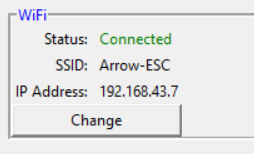 WiFi
Status: Connected
SSID: Arrow-ESC
IP Address: 192.168.43.7
Change